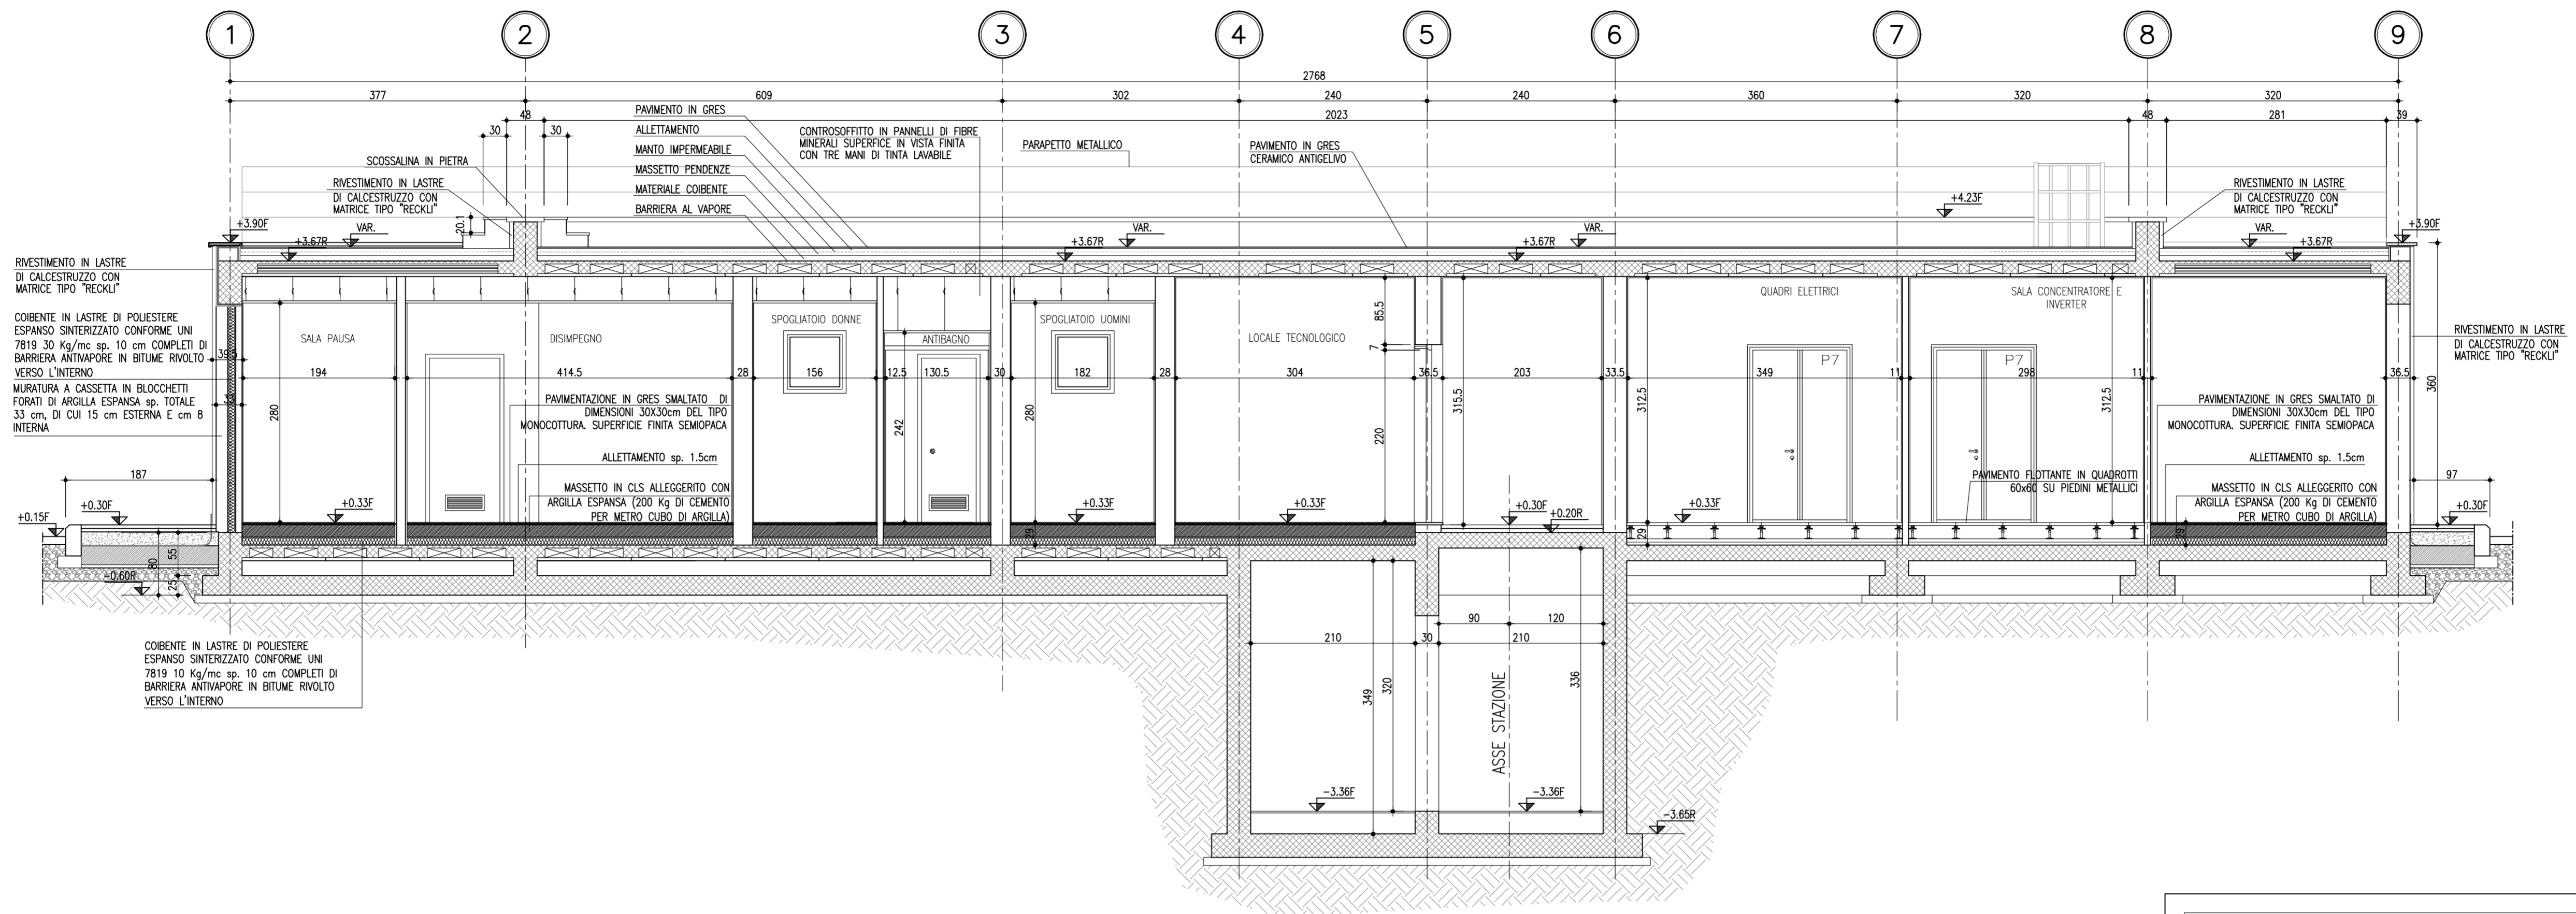 1
2
3
4
5
6
7
8
9
2768
377
609
302
240
240
360
320
320
48
2023
48
281
39
30
30
PAVIMENTO IN GRES
ALLETTAMENTO
MANTO IMPERMEABILE
MASSETTO PENDENZE
MATERIALE COIBENTE
BARRIERA AL VAPORE
CONTROSOFFITTO IN PANNELLI DI FIBRE
MINERALI SUPERFICE IN VISTA FINITA
CON TRE MANI DI TINTA LAVABILE
PARAPETTO METALLICO
PAVIMENTO IN GRES
CERAMICO ANTIGELIVO
SCOSSALINA IN PIETRA
RIVESTIMENTO IN LASTRE
DI CALCESTRUZZO CON
MATRICE TIPO "RECKLI"
RIVESTIMENTO IN LASTRE
DI CALCESTRUZZO CON
MATRICE TIPO "RECKLI"
+4.23F
20.1
+3.90F
VAR.
VAR.
VAR.
VAR.
+3.90F
+3.67R
+3.67R
+3.67R
+3.67R
RIVESTIMENTO IN LASTRE
DI CALCESTRUZZO CON
MATRICE TIPO "RECKLI"
COIBENTE IN LASTRE DI POLIESTERE
ESPANSO SINTERIZZATO CONFORME UNI
7819 30 Kg/mc sp. 10 cm COMPLETI DI
BARRIERA ANTIVAPORE IN BITUME RIVOLTO
VERSO L'INTERNO
MURATURA A CASSETTA IN BLOCCHETTI
FORATI DI ARGILLA ESPANSA sp. TOTALE
33 cm, DI CUI 15 cm ESTERNA E cm 8
INTERNA
SALA PAUSA
DISIMPEGNO
SPOGLIATOIO DONNE
ANTIBAGNO
SPOGLIATOIO UOMINI
LOCALE TECNOLOGICO
QUADRI ELETTRICI
SALA CONCENTRATORE E
INVERTER
P7
P7
RIVESTIMENTO IN LASTRE
DI CALCESTRUZZO CON
MATRICE TIPO "RECKLI"
39.5
33
194
414.5
28
156
12.5
130.5
30
182
28
304
36.5
203
33.5
349
11
298
11
36.5
280
242
280
85.5
7
220
315.5
312.5
312.5
360
PAVIMENTAZIONE IN GRES SMALTATO DI
DIMENSIONI 30X30cm DEL TIPO
MONOCOTTURA. SUPERFICIE FINITA SEMIOPACA
ALLETTAMENTO sp. 1.5cm
MASSETTO IN CLS ALLEGGERITO CON
ARGILLA ESPANSA (200 Kg DI CEMENTO
PER METRO CUBO DI ARGILLA)
PAVIMENTO FLOTTANTE IN QUADROTTI
60x60 SU PIEDINI METALLICI
PAVIMENTAZIONE IN GRES SMALTATO DI
DIMENSIONI 30X30cm DEL TIPO
MONOCOTTURA. SUPERFICIE FINITA SEMIOPACA
ALLETTAMENTO sp. 1.5cm
MASSETTO IN CLS ALLEGGERITO CON
ARGILLA ESPANSA (200 Kg DI CEMENTO
PER METRO CUBO DI ARGILLA)
187
97
+0.15F
+0.30F
+0.33F
+0.33F
+0.33F
+0.30F
+0.20R
+0.33F
+0.30F
29
29
29
80
55
25
-0.60R
90
120
210
30
210
349
320
336
ASSE STAZIONE
-3.36F
-3.36F
-3.65R
COIBENTE IN LASTRE DI POLIESTERE
ESPANSO SINTERIZZATO CONFORME UNI
7819 10 Kg/mc sp. 10 cm COMPLETI DI
BARRIERA ANTIVAPORE IN BITUME RIVOLTO
VERSO L'INTERNO